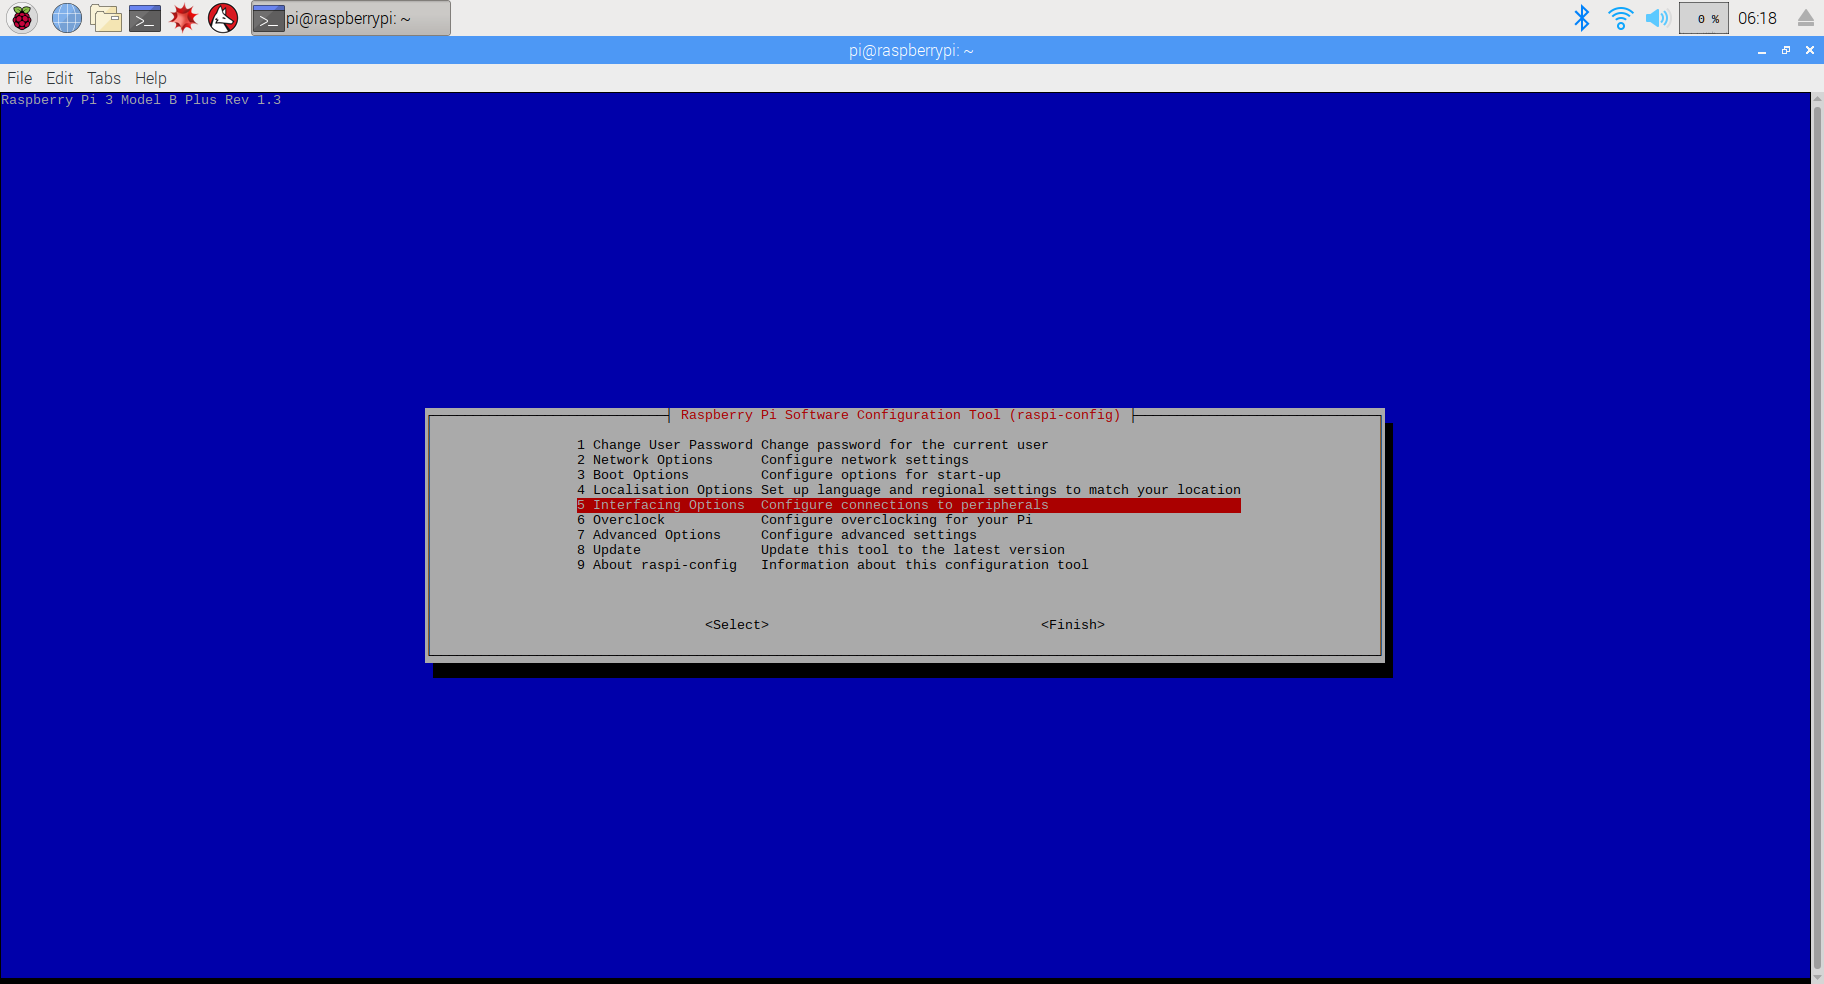 pi@raspberrypi: ~
0 %
06:18
pi@raspberrypi: ~
File Edit Tabs Help
Raspberry Pi 3 Model B Plus Rev 1.3
Raspberry Pi Software Configuration Tool (raspi-config)
1 Change User Password Change password for the current user
2 Network Options Configure network settings
3 Boot Options Configure options for start-up
4 Localisation Options Set up language and regional settings to match your location
5 Interfacing Options Configure connections to peripherals
6 Overclock Configure overclocking for your Pi
7 Advanced Options Configure advanced settings
8 Update Update this tool to the latest version
9 About raspi-config Information about this configuration tool
<Select> <Finish>